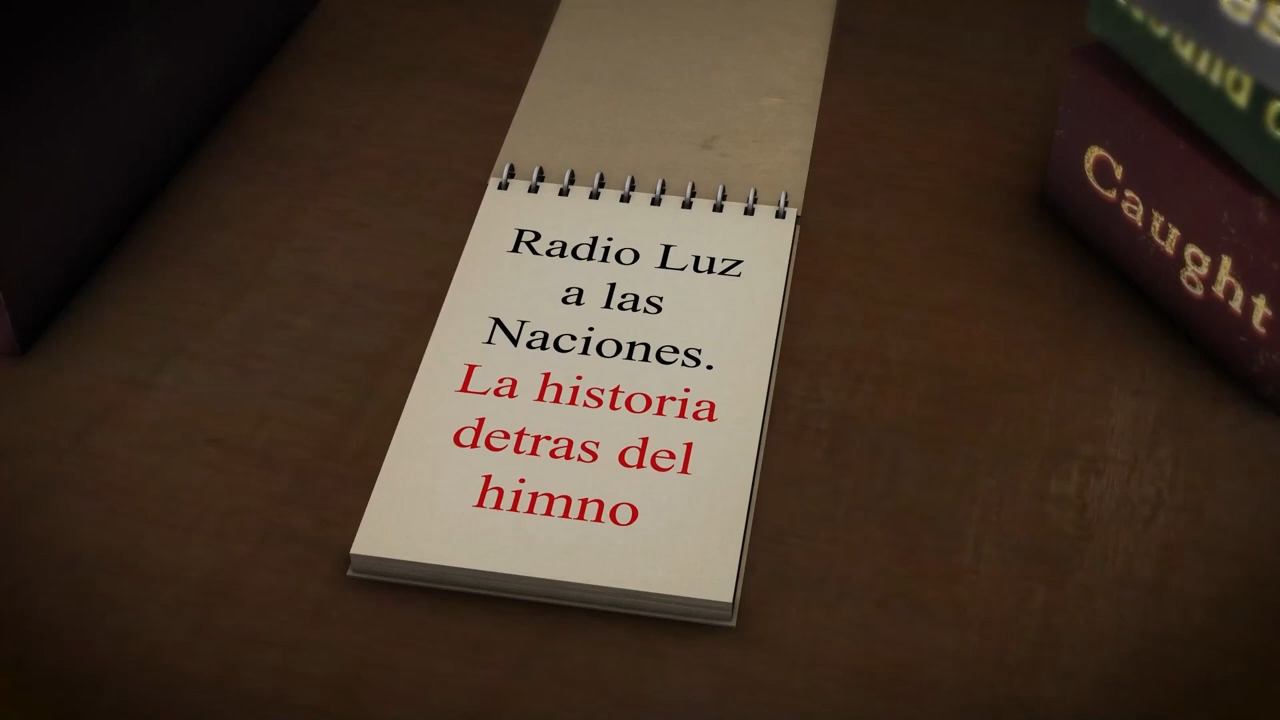 Radio Luz
a las
Naciones.
La historia
detras del
himno
Caught